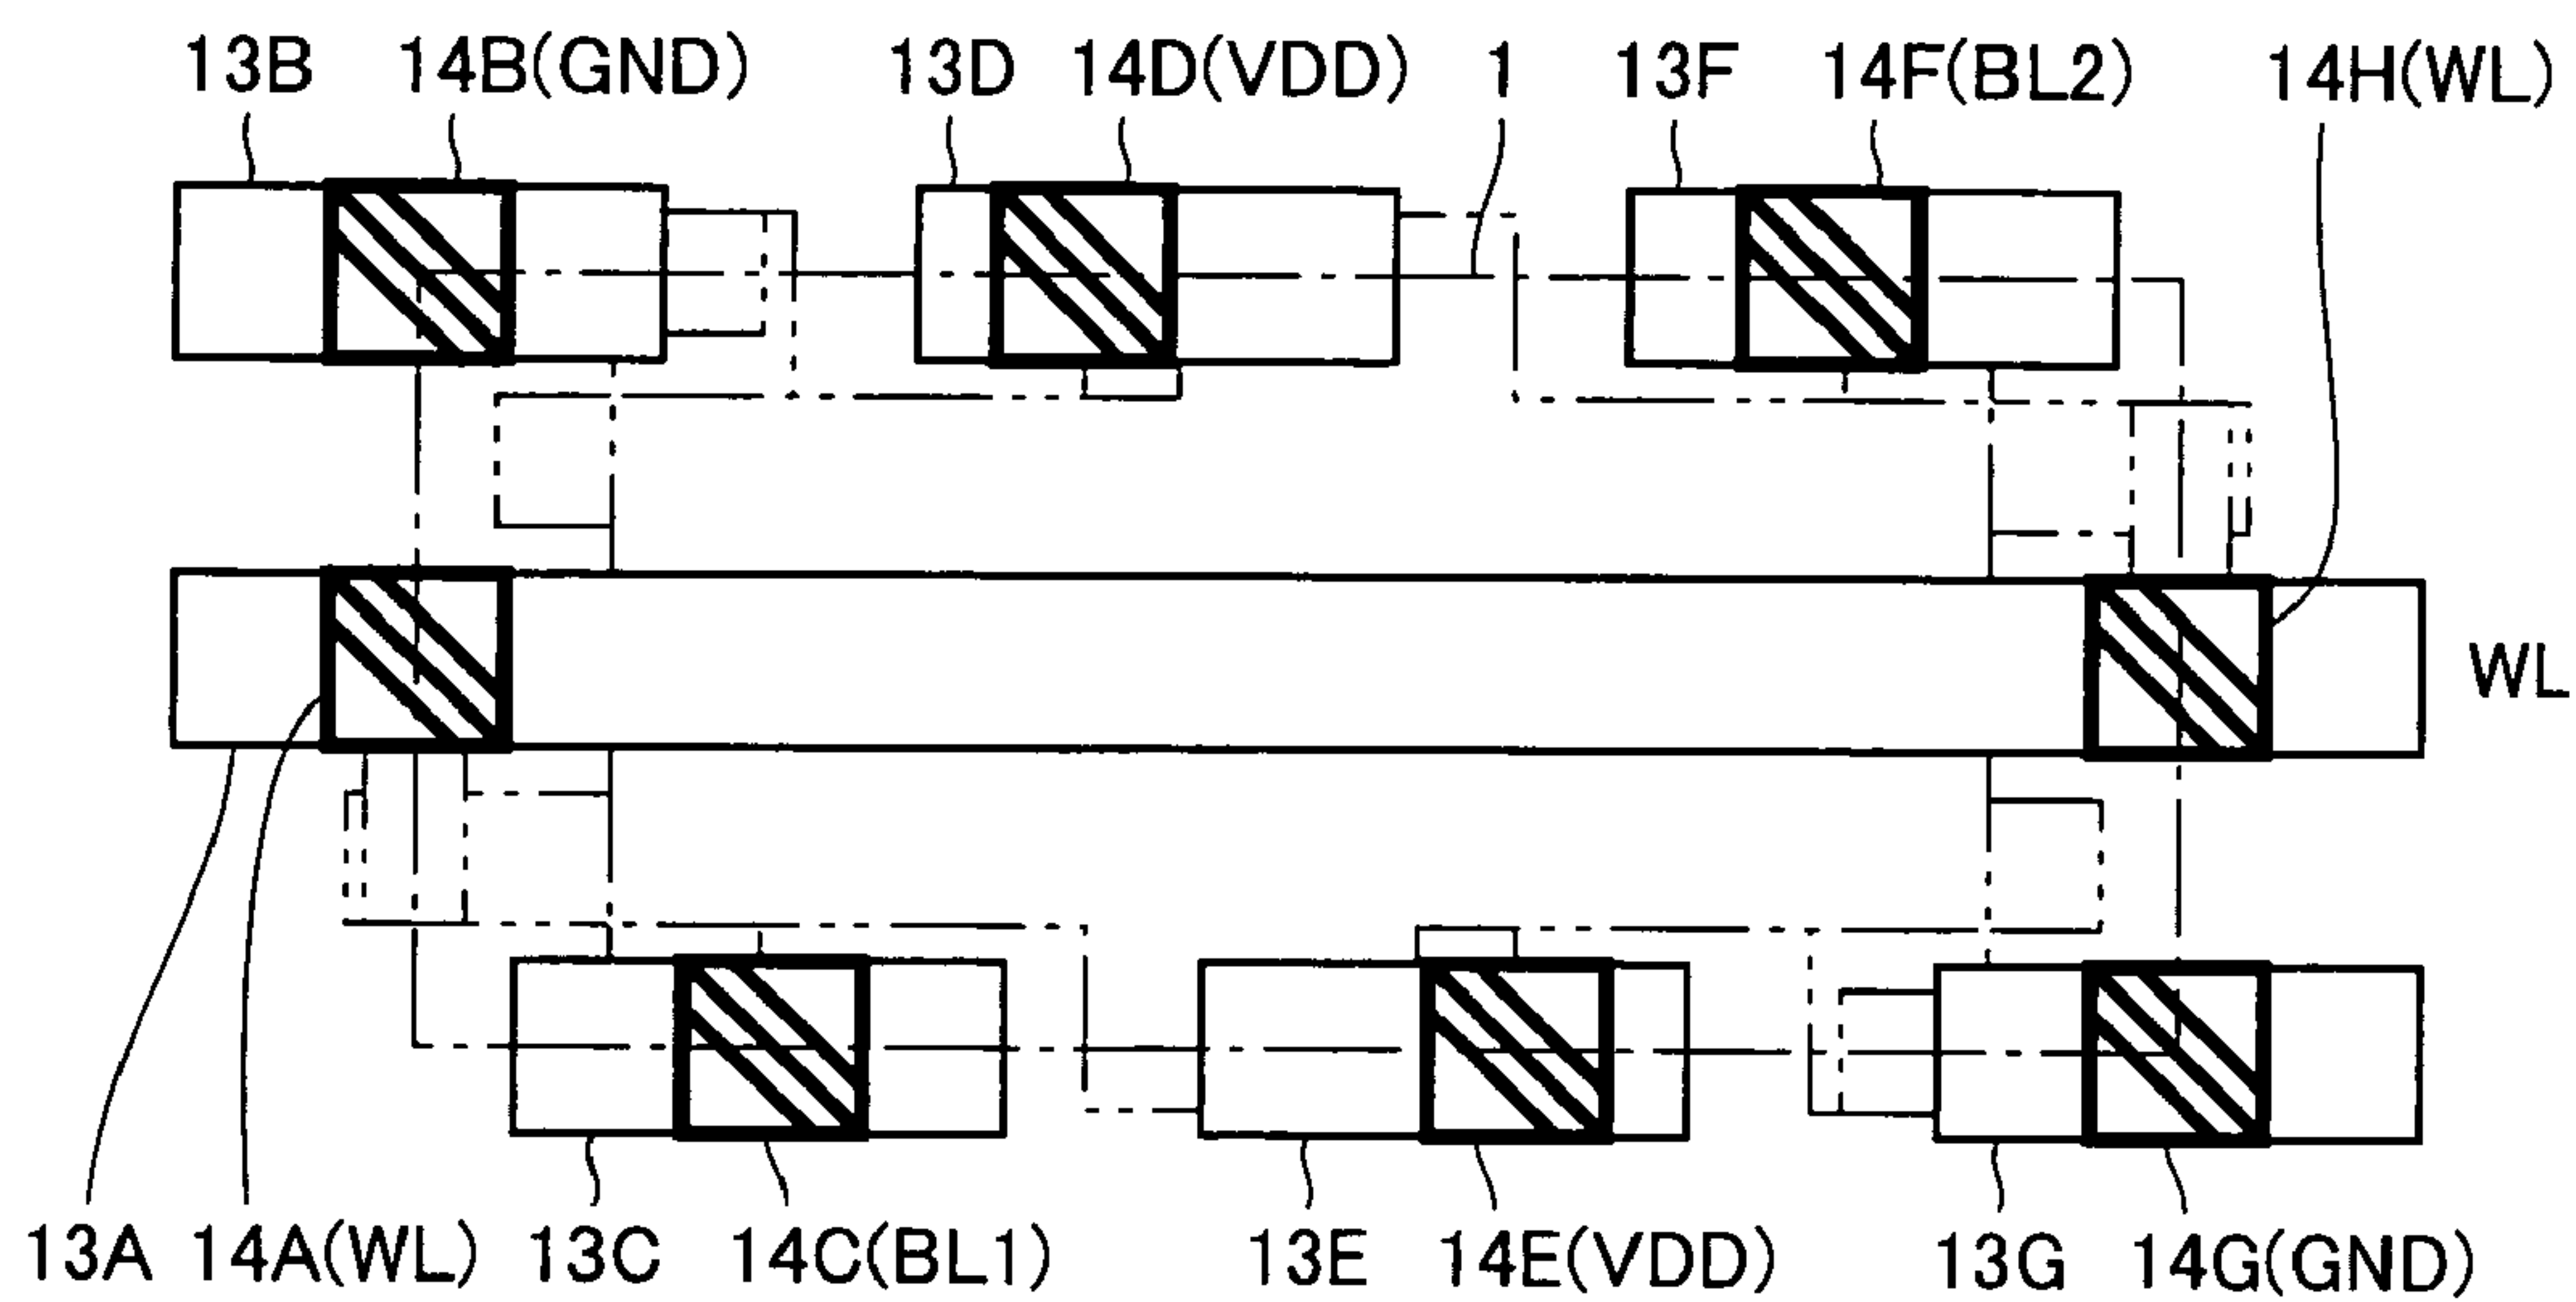 13B 14B(GND) 13D 14D(VDD) 1 13F 14F(BL2) 14H(WL)
WL
13A 14A(WL) 13C 14C(BL1) 13E 14E(VDD) 13G 14G(GND)